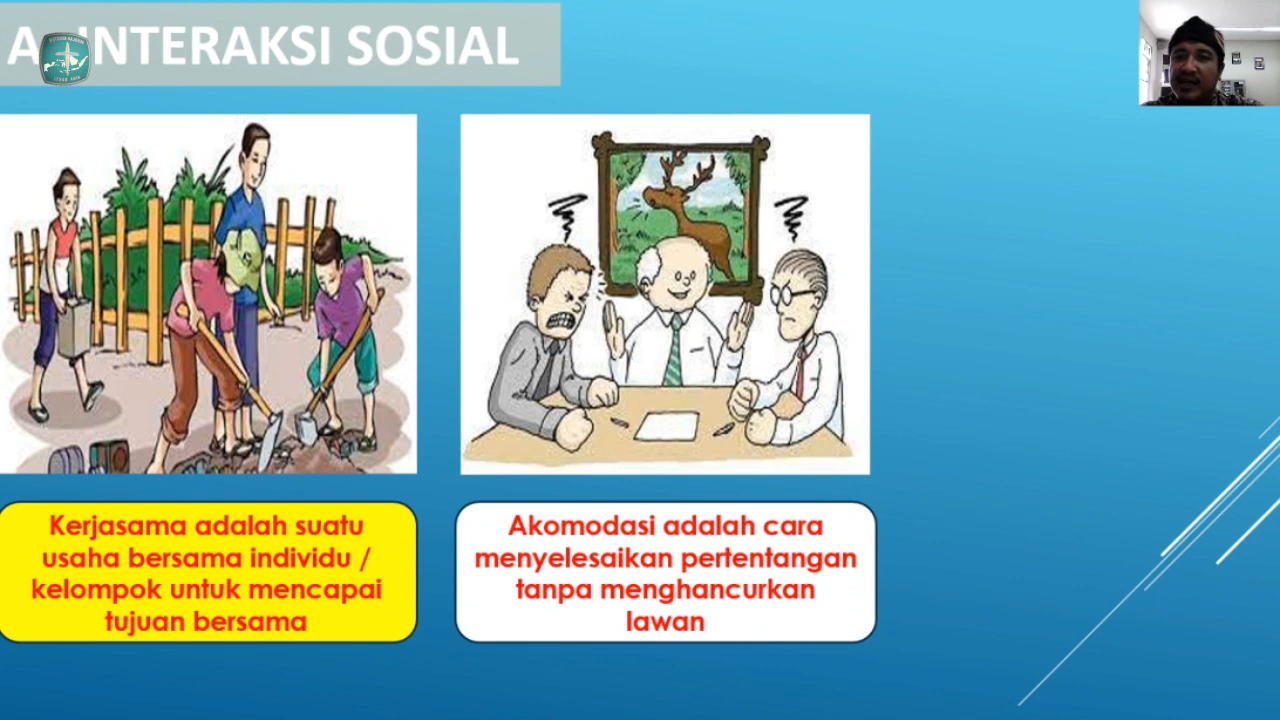 A. INTERAKSI SOSIAL
Kerjasama adalah suatu
usaha bersama individu /
kelompok untuk mencapai
tujuan bersama
Akomodasi adalah cara
menyelesaikan pertentangan
tanpa menghancurkan
lawan